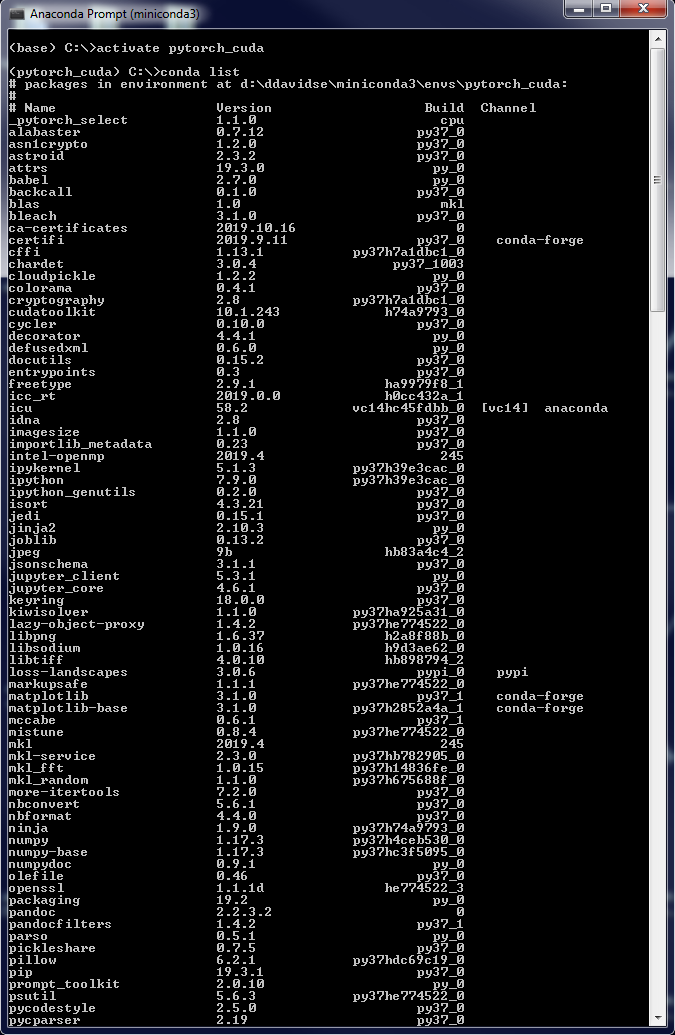 Anaconda Prompt (miniconda3)
(base) C:\>activate pytorch_cuda
(pytorch_cuda) C:\>conda list
# packages in environment at d:\ddavidse\miniconda3\envs\pytorch_cuda:
#
# Name Version Build Channel
_pytorch_select 1.1.0 cpu
alabaster 0.7.12 py37_0
asn1crypto 1.2.0 py37_0
astroid 2.3.2 py37_0
attrs 19.3.0 py_0
babel 2.7.0 py_0
backcall 0.1.0 py37_0
blas 1.0 mkl
bleach 3.1.0 py37_0
ca-certificates 2019.10.16 0
certifi 2019.9.11 py37_0 conda-forge
cffi 1.13.1 py37h7a1dbc1_0
chardet 3.0.4 py37_1003
cloudpickle 1.2.2 py_0
colorama 0.4.1 py37_0
cryptography 2.8 py37h7a1dbc1_0
cudatoolkit 10.1.243 h74a9793_0
cycler 0.10.0 py37_0
decorator 4.4.1 py_0
defusedxml 0.6.0 py_0
docutils 0.15.2 py37_0
entrypoints 0.3 py37_0
freetype 2.9.1 ha9979f8_1
icc_rt 2019.0.0 h0cc432a_1
icu 58.2 vc14hc45fdbb_0 [vc14] anaconda
idna 2.8 py37_0
imagesize 1.1.0 py37_0
importlib_metadata 0.23 py37_0
intel-openmp 2019.4 245
ipykernel 5.1.3 py37h39e3cac_0
ipython 7.9.0 py37h39e3cac_0
ipython_genutils 0.2.0 py37_0
isort 4.3.21 py37_0
jedi 0.15.1 py37_0
jinja2 2.10.3 py_0
joblib 0.13.2 py37_0
jpeg 9b hb83a4c4_2
jsonschema 3.1.1 py37_0
jupyter_client 5.3.1 py_0
jupyter_core 4.6.1 py37_0
keyring 18.0.0 py37_0
kiwisolver 1.1.0 py37ha925a31_0
lazy-object-proxy 1.4.2 py37he774522_0
libpng 1.6.37 h2a8f88b_0
libsodium 1.0.16 h9d3ae62_0
libtiff 4.0.10 hb898794_2
loss-landscapes 3.0.6 pypi_0 pypi
markupsafe 1.1.1 py37he774522_0
matplotlib 3.1.0 py37_1 conda-forge
matplotlib-base 3.1.0 py37h2852a4a_1 conda-forge
mccabe 0.6.1 py37_1
mistune 0.8.4 py37he774522_0
mkl 2019.4 245
mkl-service 2.3.0 py37hb782905_0
mkl_fft 1.0.15 py37h14836fe_0
mkl_random 1.1.0 py37h675688f_0
more-itertools 7.2.0 py37_0
nbconvert 5.6.1 py37_0
nbformat 4.4.0 py37_0
ninja 1.9.0 py37h74a9793_0
numpy 1.17.3 py37h4ceb530_0
numpy-base 1.17.3 py37hc3f5095_0
numpydoc 0.9.1 py_0
olefile 0.46 py37_0
openssl 1.1.1d he774522_3
packaging 19.2 py_0
pandoc 2.2.3.2 0
pandocfilters 1.4.2 py37_1
parso 0.5.1 py_0
pickleshare 0.7.5 py37_0
pillow 6.2.1 py37hdc69c19_0
pip 19.3.1 py37_0
prompt_toolkit 2.0.10 py_0
psutil 5.6.3 py37he774522_0
pycodestyle 2.5.0 py37_0
pycparser 2.19 py37_0